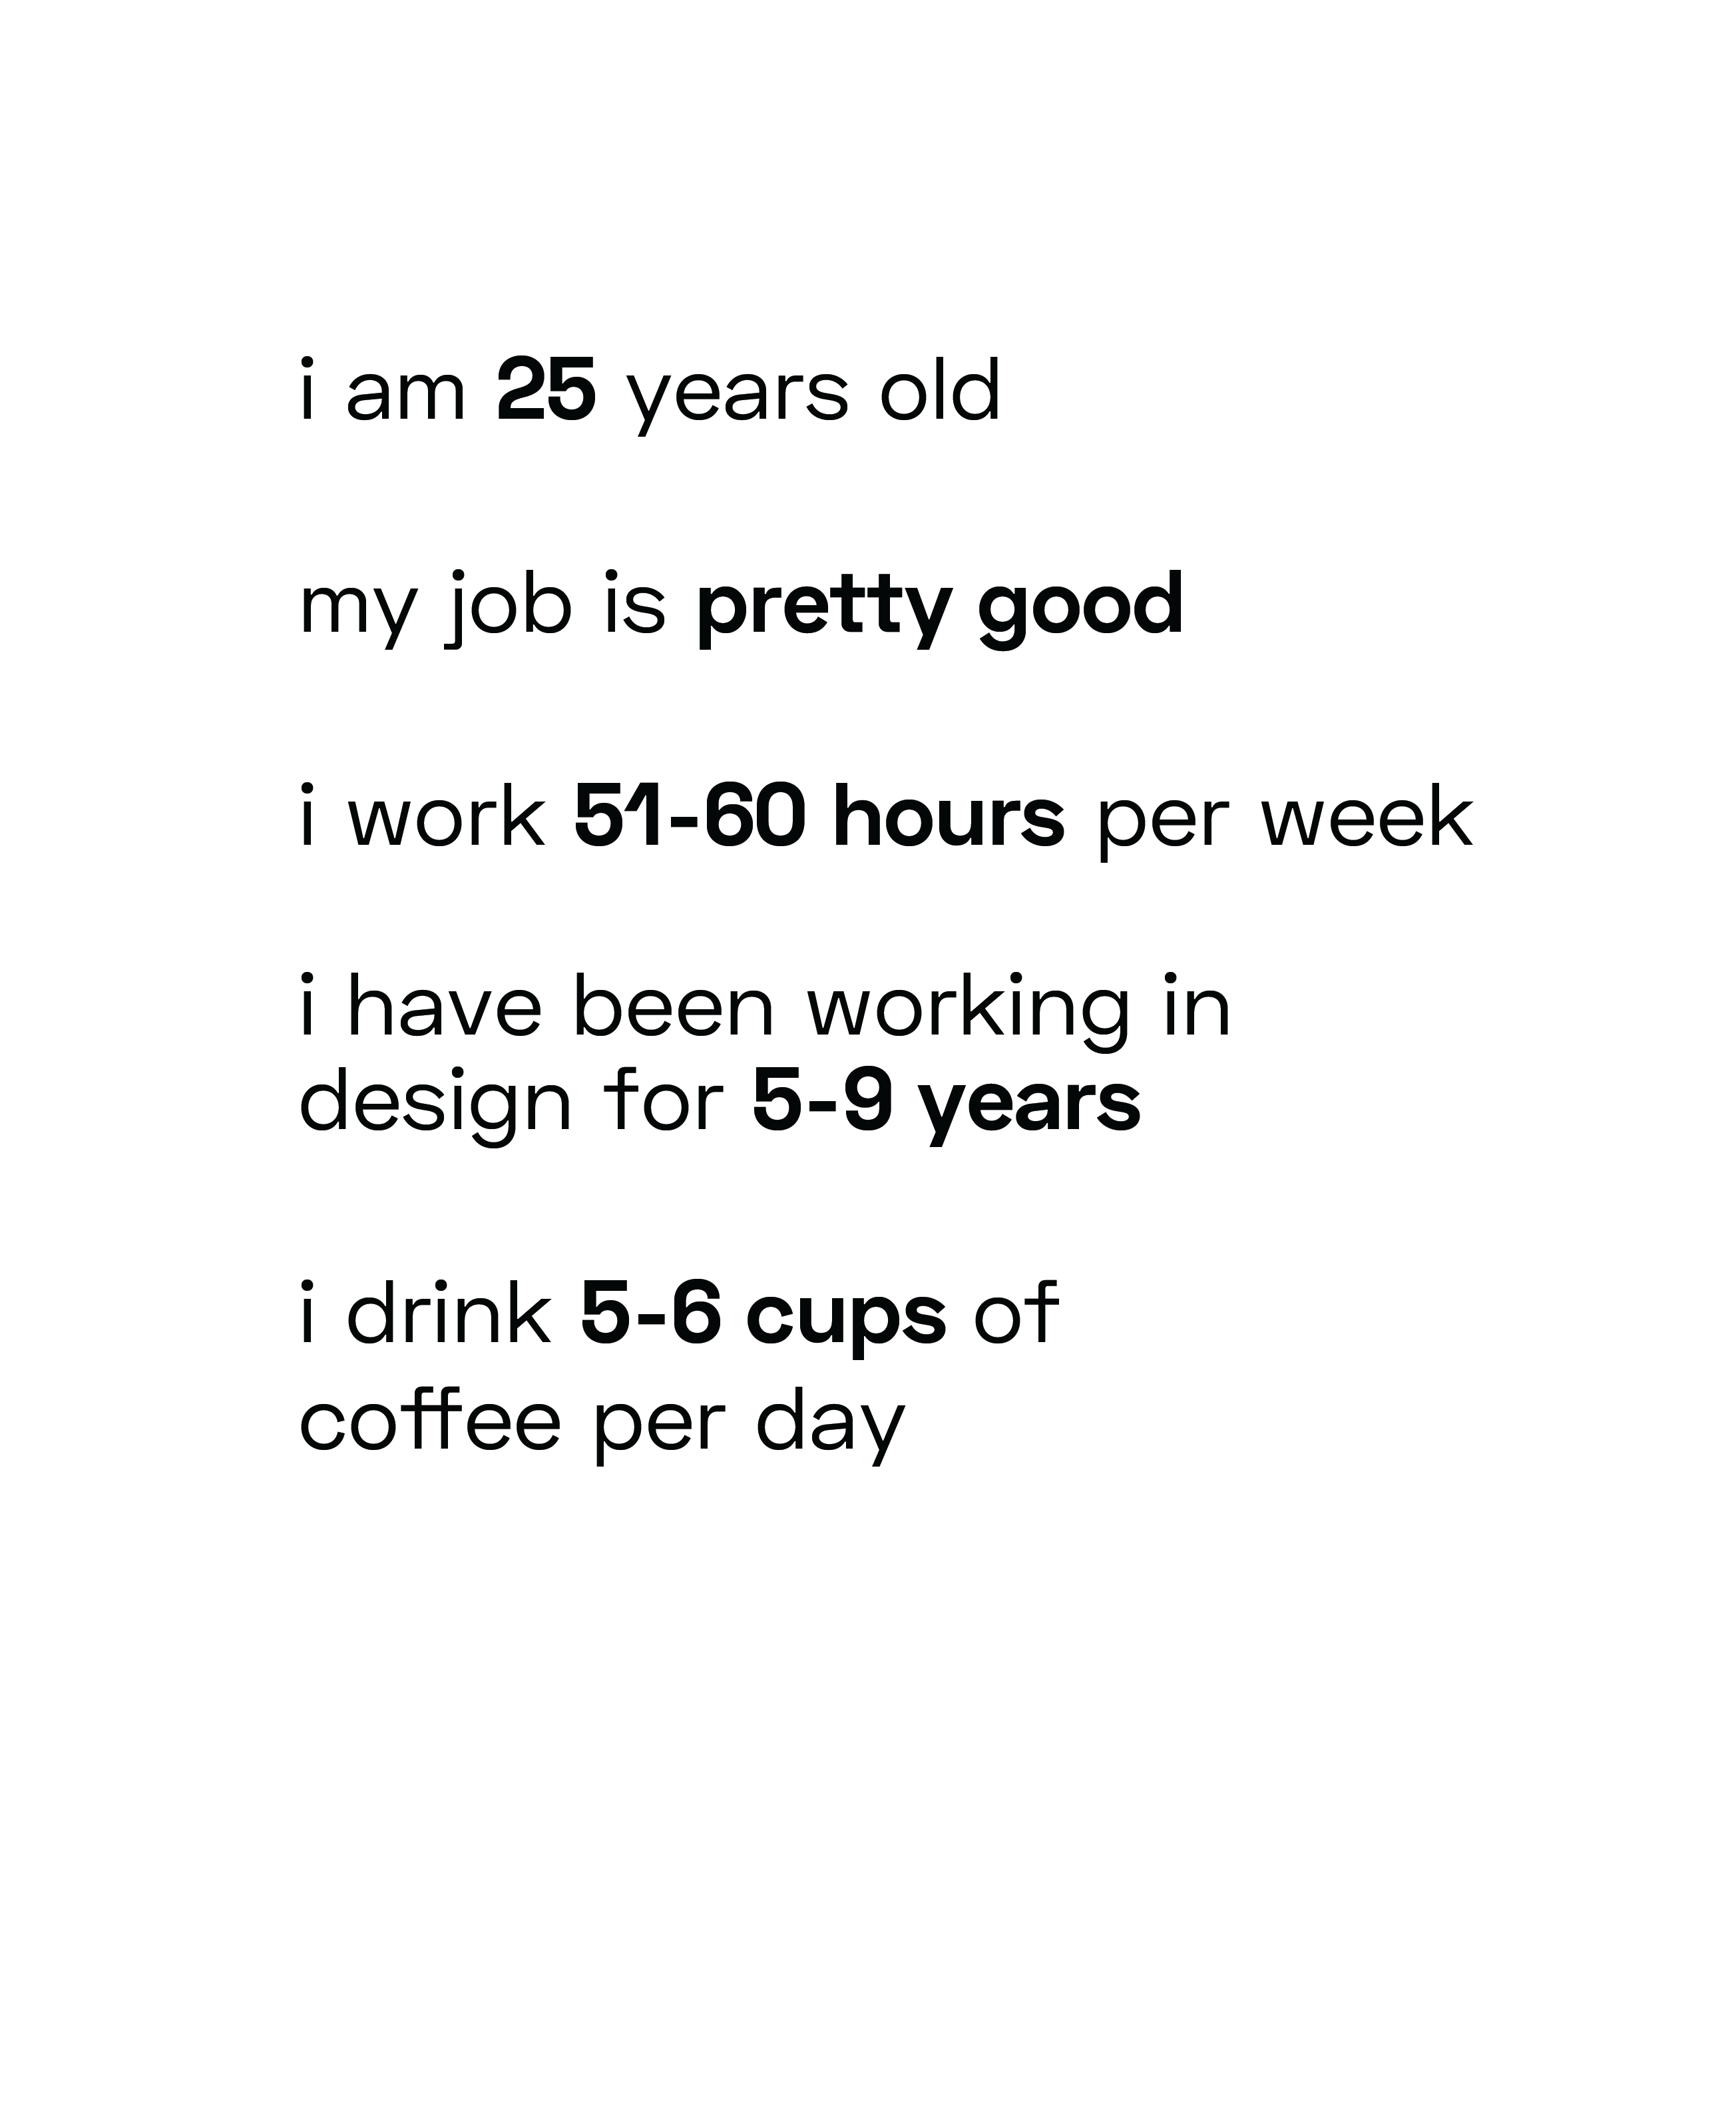 i am 25 years old
my job is pretty good
i work 51-60 hours per week
i have been working in
design for 5-9 years
i drink 5-6 cups of
coffee per day